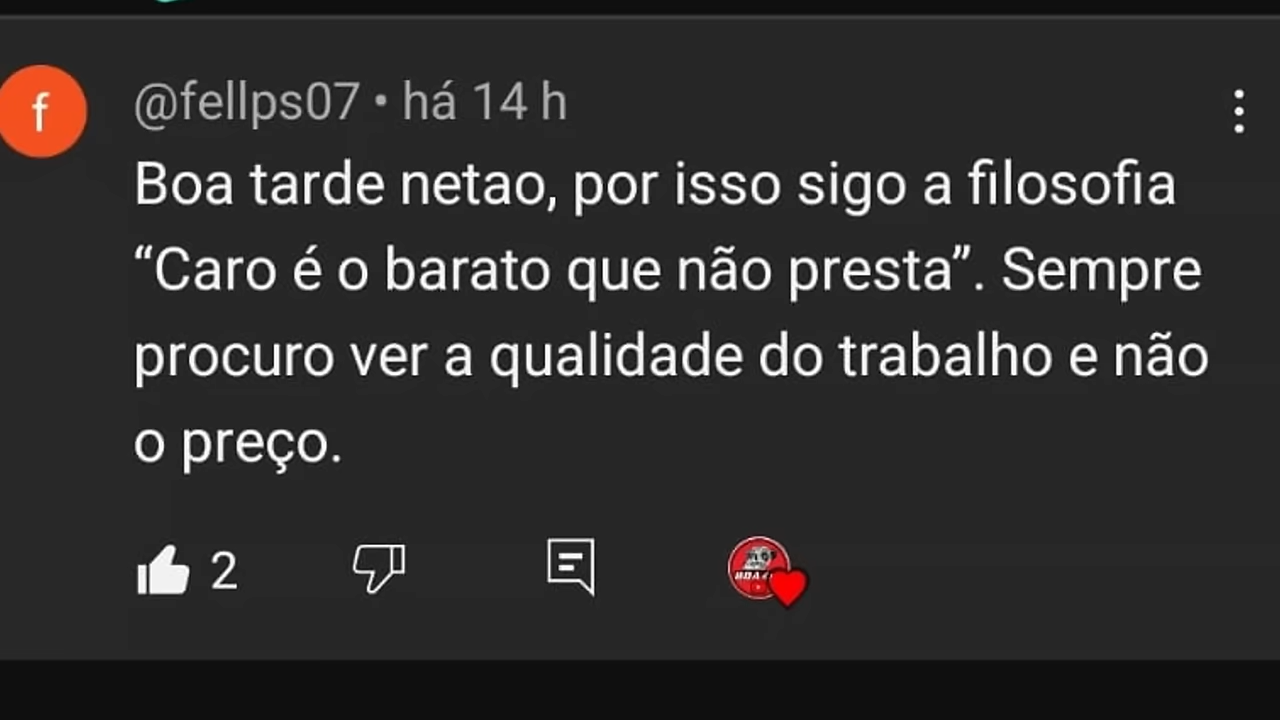 f
@fellps07 • há 14 h
Boa tarde netao, por isso sigo a filosofia
“Caro é o barato que não presta”. Sempre
procuro ver a qualidade do trabalho e não
o preço.
2